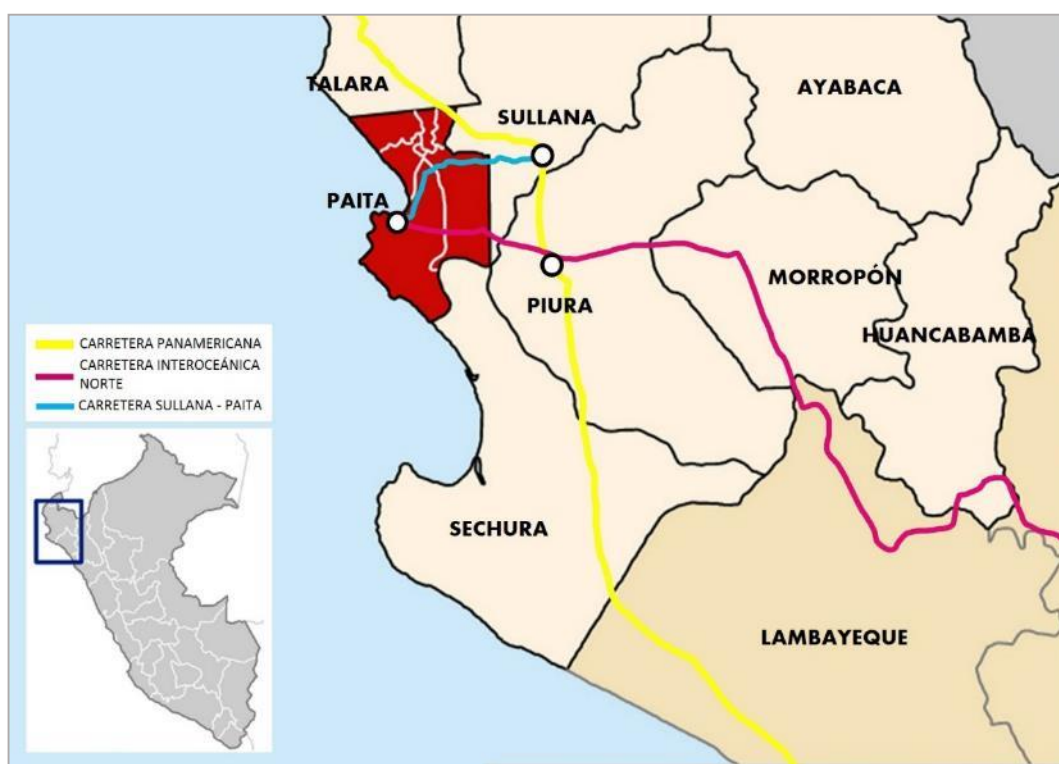 TALARA
SULLANA
AYABACA
PAITA
PIURA
MORROPÓN
HUANCABAMBA
SECHURA
LAMBAYEQUE
CARRETERA PANAMERICANA
CARRETERA INTEROCEÁNICA
NORTE
CARRETERA SULLANA - PAITA